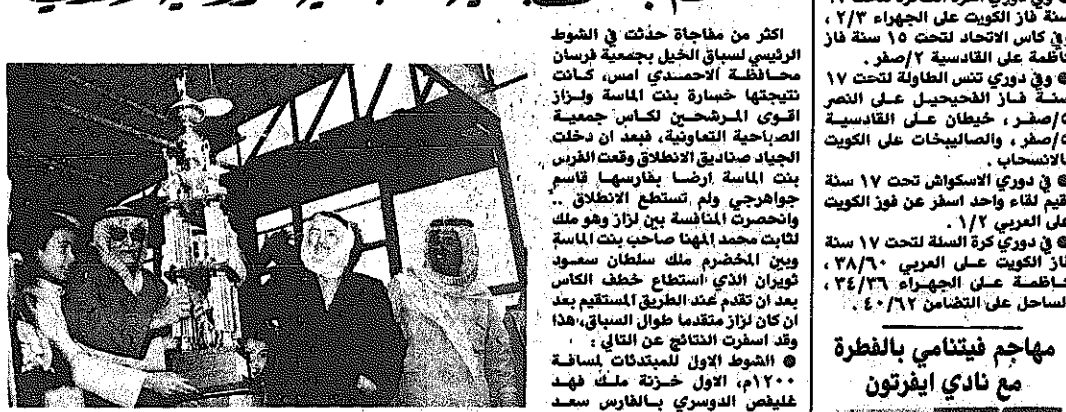 اكثر من مفاجاة حدثت في الشوط
الرئيسي لسباق الخيل بجمعية فرسان
محافظة الاحمدي امس، كانت
نتيجتها خسارة بنت الماسة ولزاز
اقوى المرشحين لكاس جمعية
الصباحية التعاونية، فبعد ان دخلت
الجياد صناديق الانطلاق وقعت الفرس
بنت الماسة ارضا بفارسها قاسم
جواهرجي ولم تستطع الانطلاق ..
وانحصرت المنافسة بين لزاز وهو ملك
لثابت محمد المهنا صاحب بنت الماسة
وبين المخضرم ملك سلطان سعود
ثويران الذي استطاع خطف الكاس
بعد ان تقدم عند الطريق المستقيم بعد
ان كان لزاز متقدما طوال السباق، هذا
وقد اسفرت النتائج عن التالي :
● الشوط الاول للمبتدئات لمسافة
١٢٠٠م، الاول خزنة ملك فهد
غليفص الدوسري بالفارس سعد
سنة فاز الكويت على الجهراء ٢/٣ ،
وفي كاس الاتحاد لتحت ١٥ سنة فاز
كاظمة على القادسية ٢/صفر .
● وفي دوري تنس الطاولة لتحت ١٧
سنة فاز الفحيحيل على النصر
٥/صفر ، خيطان على القادسية
٥/صفر ، والصاليبخات على الكويت
بالانسحاب .
● في دوري الاسكواش تحت ١٧ سنة
اقيم لقاء واحد اسفر عن فوز الكويت
على العربي ١/٢ .
● في دوري كرة السلة لتحت ١٧ سنة
فاز الكويت على العربي ٣٨/٦٠ ،
كاظمة على الجهراء ٣٤/٣٦ ،
الساحل على التضامن ٤٠/٦٢ .
مهاجم فيتنامي بالفطرة
مع نادي ايفرتون